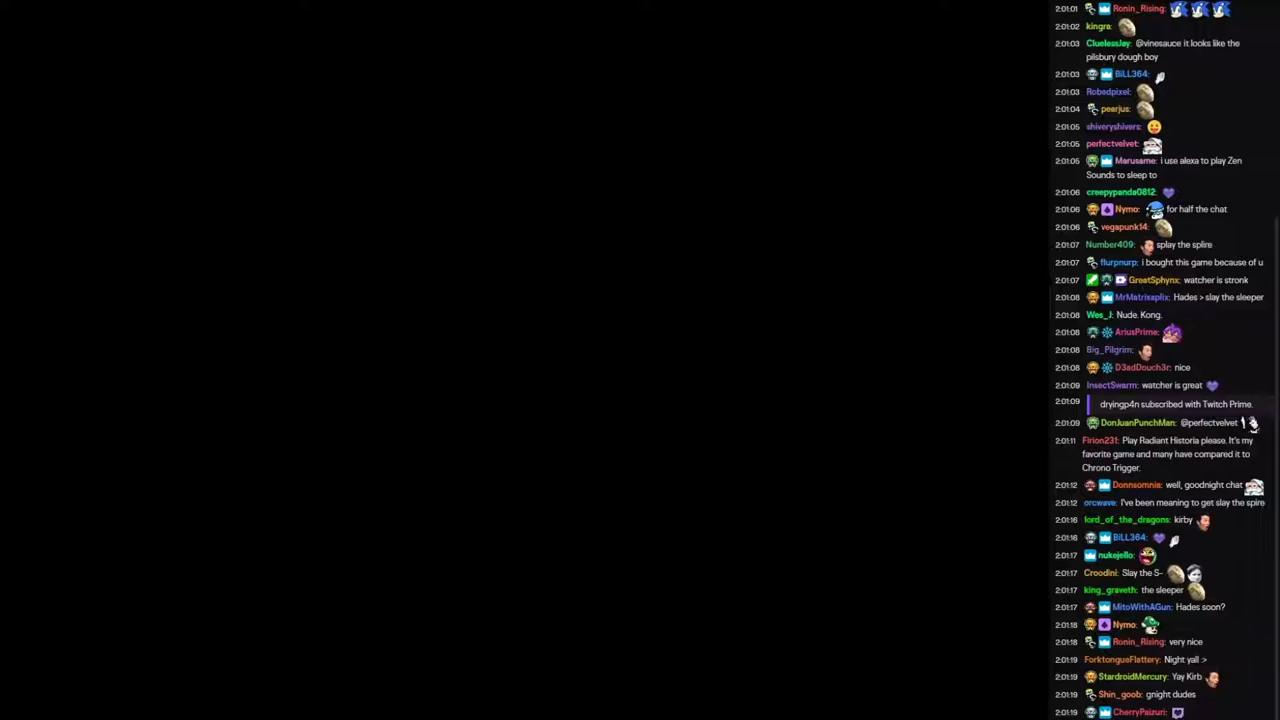 2:01:01 Ronin_Rising:
2:01:02 kingra:
2:01:03 CluelessJay: @vinesauce it looks like the
pilsbury dough boy
2:01:03 BiLL364:
2:01:03 Robedpixel:
2:01:04 pearjus:
2:01:05 shiveryshivers:
2:01:05 perfectvelvet:
2:01:05 Marusame: i use alexa to play Zen
Sounds to sleep to
2:01:06 creepypanda0812:
2:01:06 Nymo: for half the chat
2:01:06 vegapunk14:
2:01:07 Number409: splay the splire
2:01:07 flurpnurp: i bought this game because of u
2:01:07 GreatSphynx: watcher is stronk
2:01:08 MrMatrixaplix: Hades > slay the sleeper
2:01:08 Wes_J: Nude. Kong.
2:01:08 AriusPrime:
2:01:08 Big_Pilgrim:
2:01:08 D3adDouch3r: nice
2:01:09 InsectSwarm: watcher is great
2:01:09 dryingp4n subscribed with Twitch Prime.
2:01:09 DonJuanPunchMan: @perfectvelvet
2:01:11 Firion231: Play Radiant Historia please. It's my
favorite game and many have compared it to
Chrono Trigger.
2:01:12 Donnsomnia: well, goodnight chat
2:01:12 orcwave: I've been meaning to get slay the spire
2:01:16 lord_of_the_dragons: kirby
2:01:16 BiLL364:
2:01:17 nukejello:
2:01:17 Croodini: Slay the S-
2:01:17 king_graveth: the sleeper
2:01:17 MitoWithAGun: Hades soon?
2:01:18 Nymo:
2:01:18 Ronin_Rising: very nice
2:01:19 ForktongueFlattery: Night yall :>
2:01:19 StardroidMercury: Yay Kirb
2:01:19 Shin_goob: gnight dudes
2:01:19 CherryPaizuri: